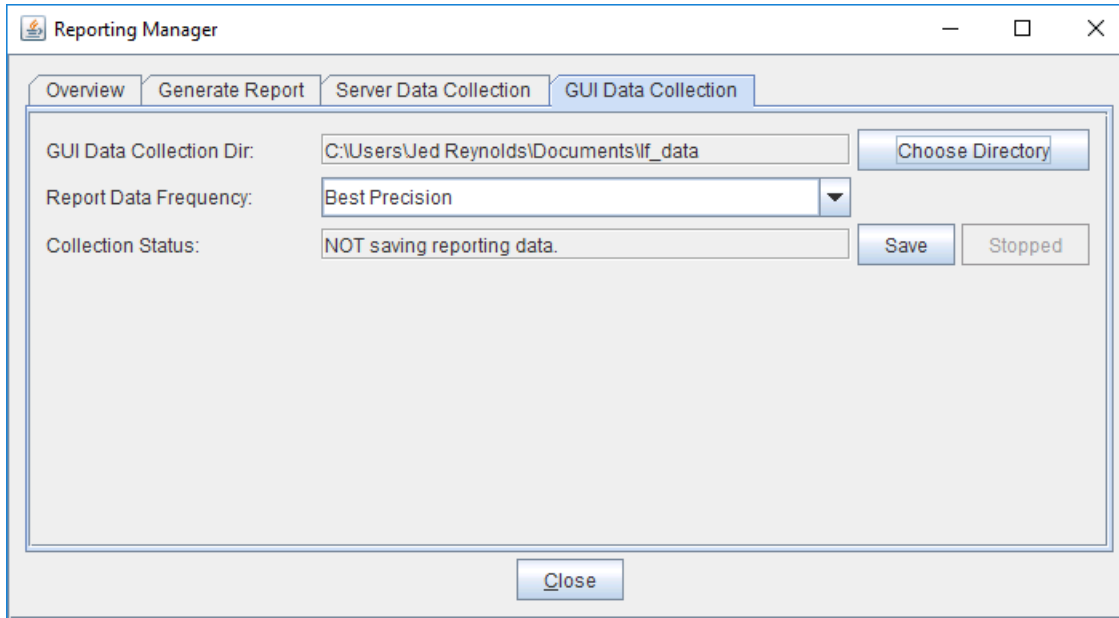 Reporting Manager
Overview Generate Report Server Data Collection GUI Data Collection
GUI Data Collection Dir: C:\Users\Jed Reynolds\Documents\lf_data Choose Directory
Report Data Frequency: Best Precision
Collection Status: NOT saving reporting data. Save Stopped
Close